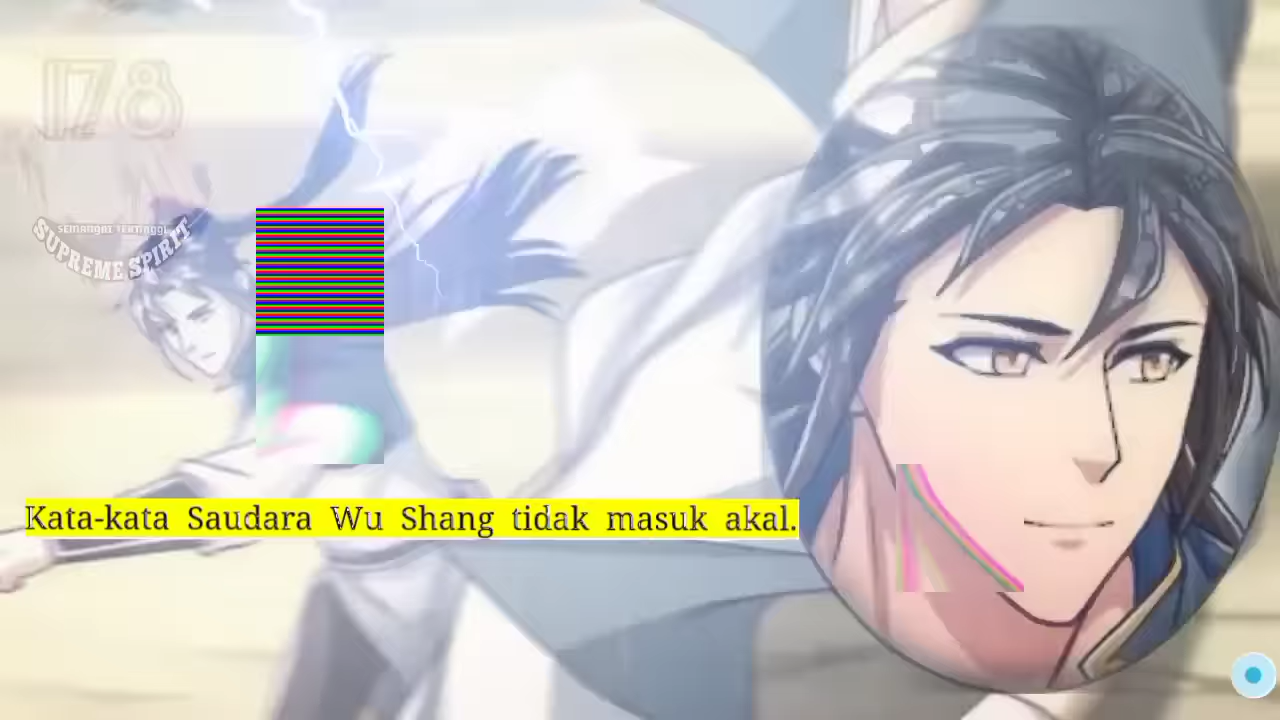 178
SEMANGAT TERTINGGI
SUPREME SPIRIT
Kata-kata Saudara Wu Shang tidak masuk akal.